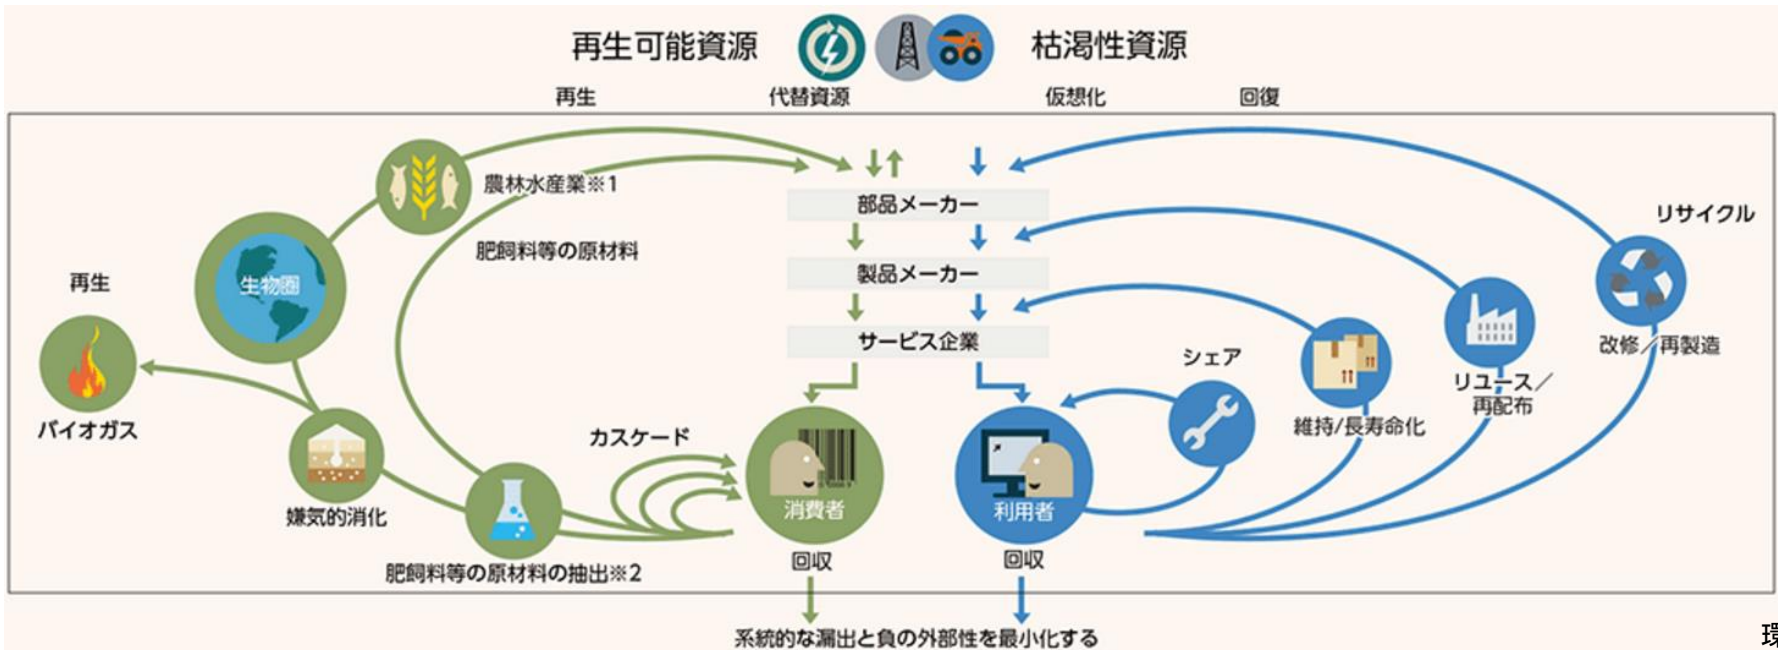 再生可能資源
枯渇性資源
再生
代替資源
仮想化
回復
農林水産業※1
部品メーカー
リサイクル
肥飼料等の原材料
製品メーカー
再生
生物圏
サービス企業
改修／再製造
シェア
リユース／
再配布
バイオガス
カスケード
維持/長寿命化
嫌気的消化
消費者
利用者
肥飼料等の原材料の抽出※2
回収
回収
系統的な漏出と負の外部性を最小化する
環